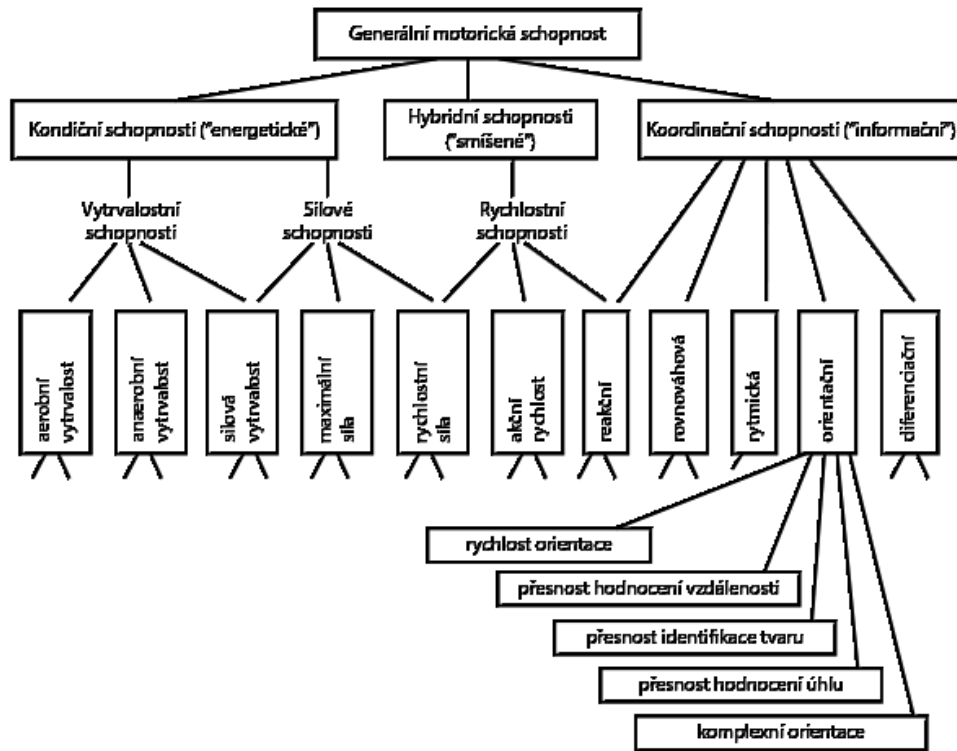 Generální motorická schopnost
Kondiční schopnosti ("energetické")
Hybridní schopnosti
("smíšené")
Koordinační schopnosti ("informační")
Vytrvalostní
schopnosti
Silové
schopnosti
Rychlostní
schopnosti
aerobní
vytrvalost
anaerobní
vytrvalost
silová
vytrvalost
maximální
síla
rychlostní
síla
akční
rychlost
reakční
rovnováhová
rytmická
orientační
diferenciační
rychlost orientace
přesnost hodnocení vzdáleností
přesnost identifikace tvaru
přesnost hodnocení úhlu
komplexní orientace